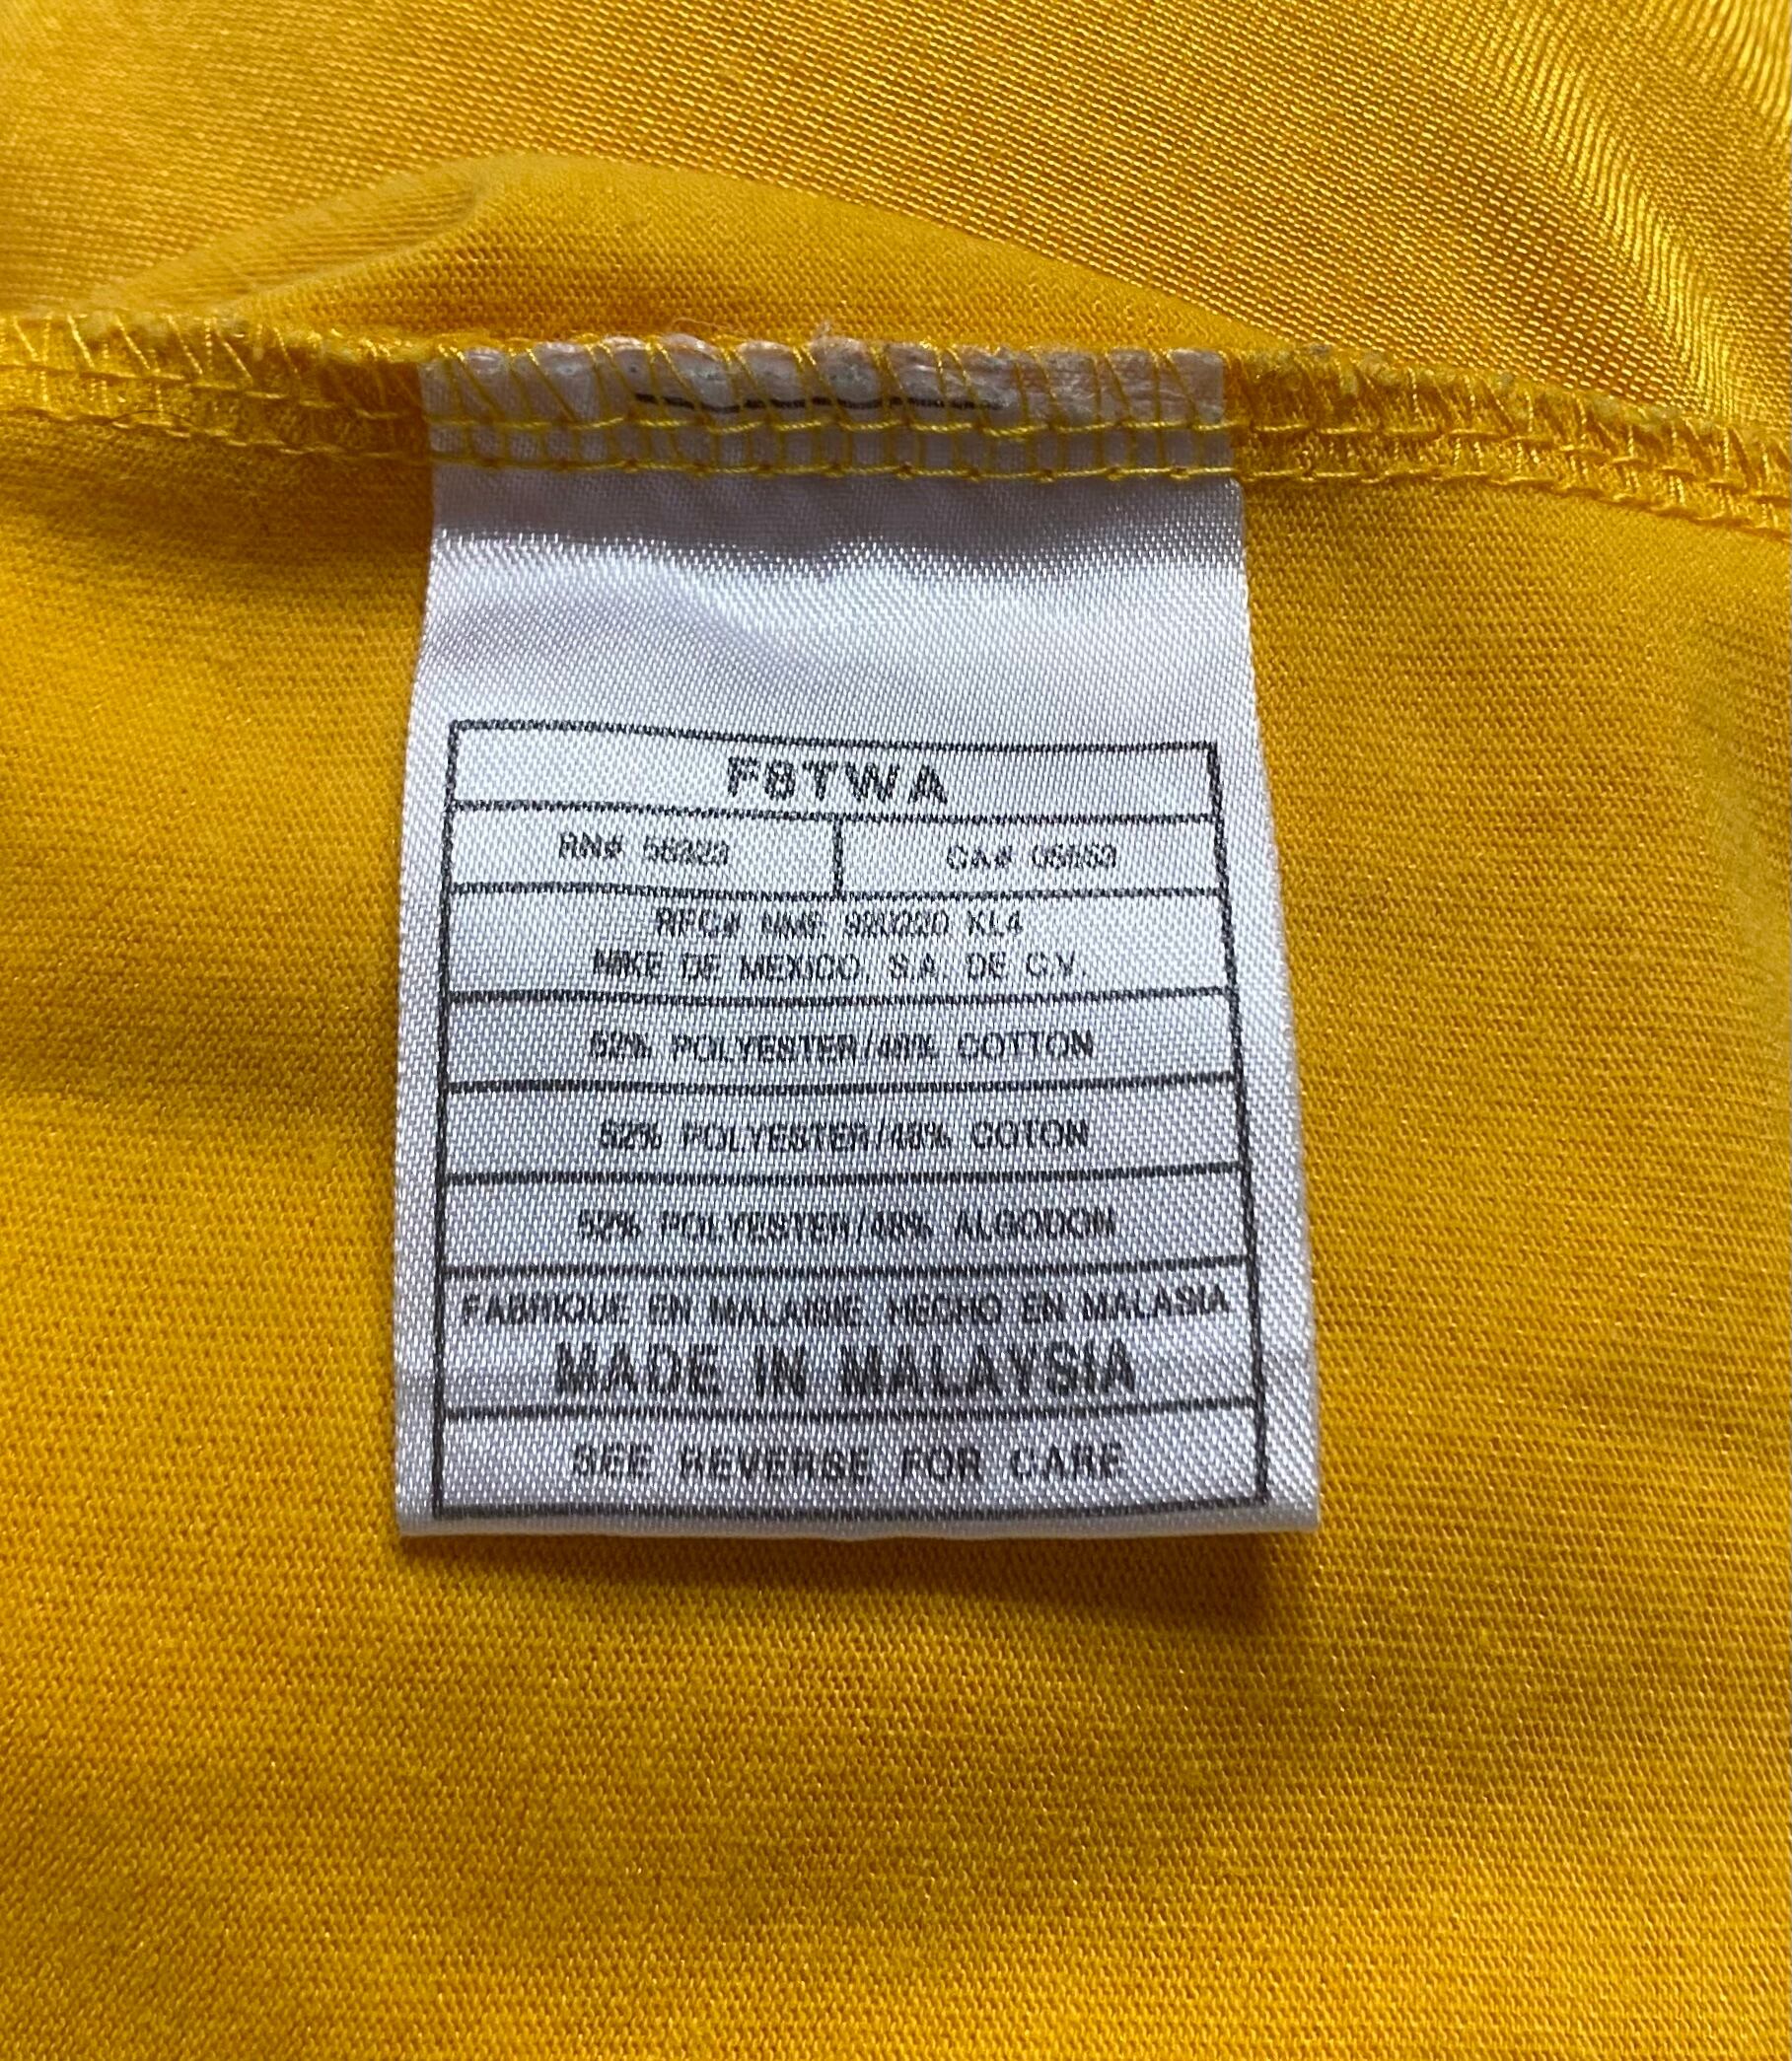 F8TWA
RN# 56323 CA# 05553
RFC# NME 920220 XL4
NIKE DE MEXICO. S.A. DE C.V.
52% POLYESTER/48% COTTON
52% POLYESTER/48% COTON
52% POLYESTER/48% ALGODON
FABRIQUE EN MALAISIE HECHO EN MALASIA
MADE IN MALAYSIA
SEE REVERSE FOR CARE